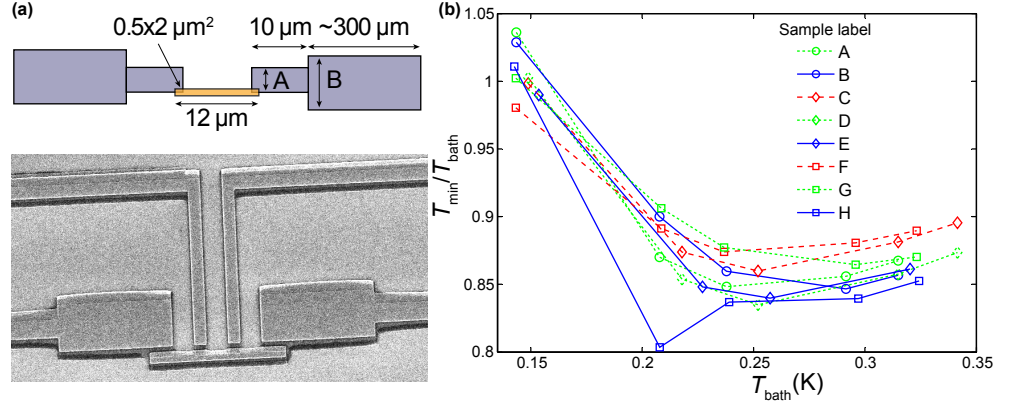 (a)
0.5x2 µm²
10 µm ~300 µm
A
B
12 µm
(b)
1.05
1
0.95
0.9
0.85
0.8
T_min/T_bath
0.15
0.2
0.25
0.3
0.35
T_bath(K)
Sample label
A
B
C
D
E
F
G
H